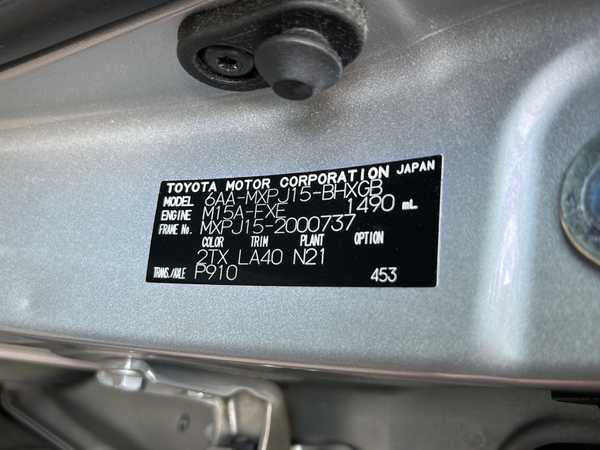 TOYOTA MOTOR CORPORATION JAPAN
MODEL 6AA-MXPJ15-BHXGB
ENGINE M15A-FXE 1490 mL
FRAME No. MXPJ15-2000737
COLOR TRIM PLANT OPTION
2TX LA40 N21
TRANS./AXLE P910 453